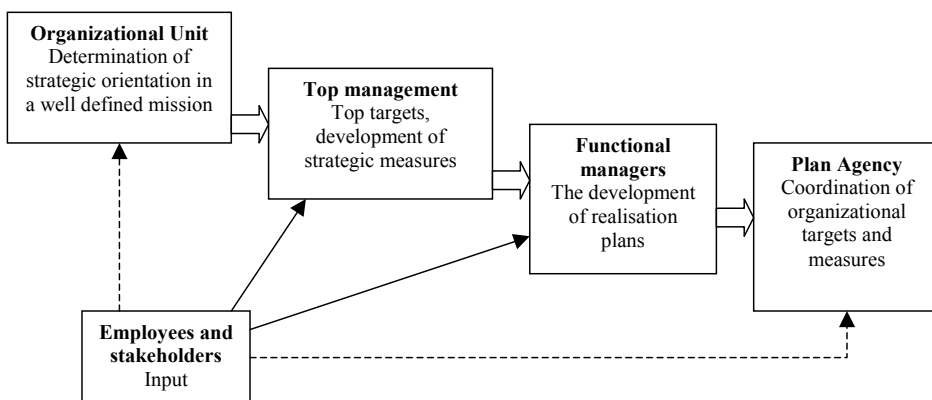 Organizational Unit
Determination of
strategic orientation in
a well defined mission
Top management
Top targets,
development of
strategic measures
Functional
managers
The development
of realisation
plans
Plan Agency
Coordination of
organizational
targets and
measures
Employees and
stakeholders
Input